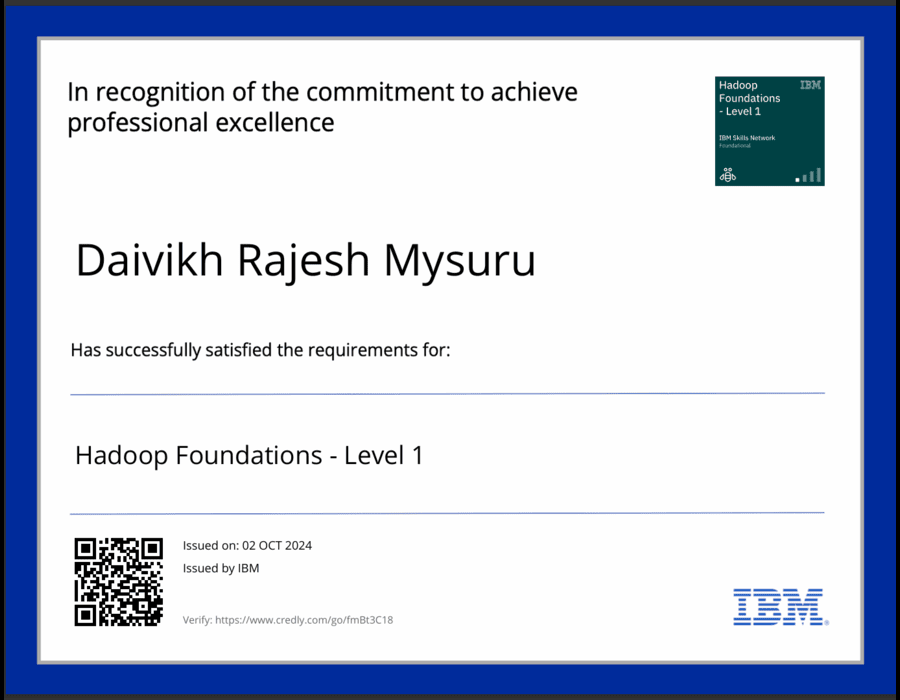 In recognition of the commitment to achieve
professional excellence
Hadoop
Foundations
- Level 1
IBM
IBM Skills Network
Foundational
Daivikh Rajesh Mysuru
Has successfully satisfied the requirements for:
Hadoop Foundations - Level 1
Issued on: 02 OCT 2024
Issued by IBM
Verify: https://www.credly.com/go/fmBt3C18
IBM®